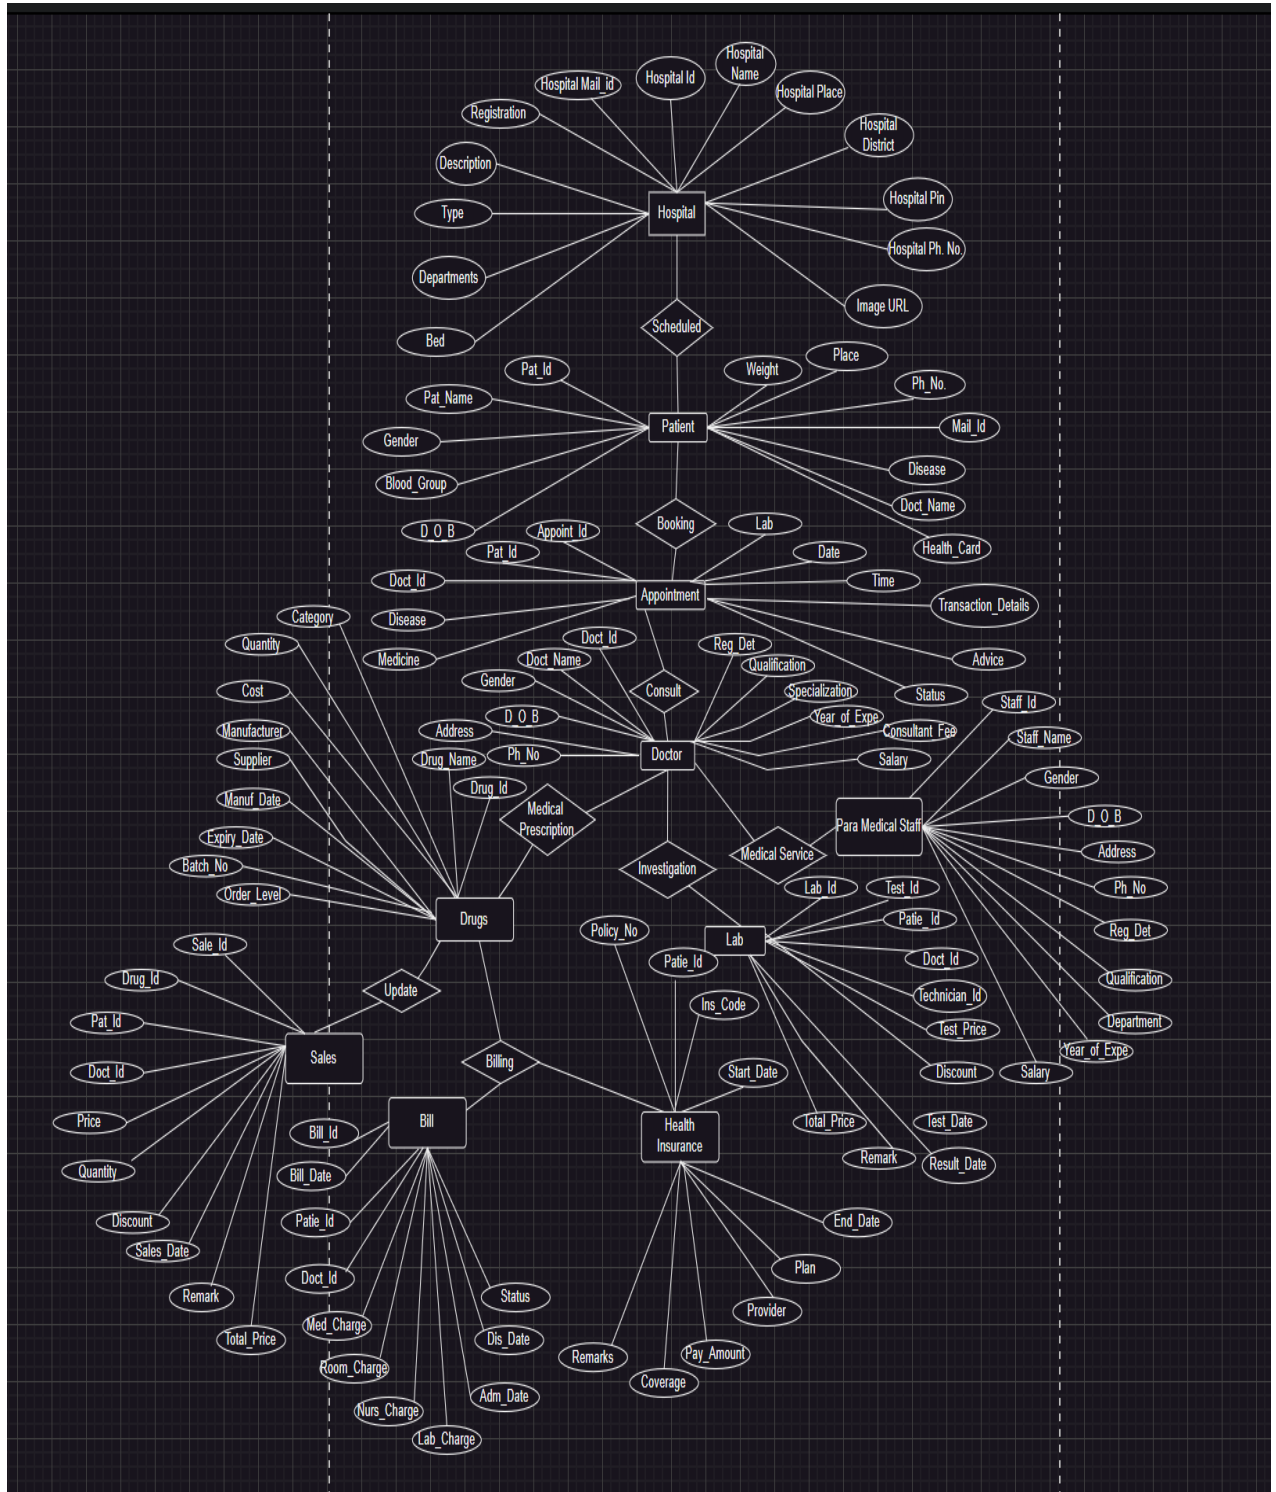 Hospital
Name
Hospital Id
Hospital Mail_id
Hospital Place
Registration
Hospital
District
Description
Hospital Pin
Type
Hospital
Hospital Ph. No.
Departments
Image URL
Scheduled
Bed
Place
Pat_Id
Weight
Ph_No.
Pat_Name
Patient
Mail_Id
Gender
Disease
Blood_Group
Doct_Name
Booking
Lab
D_O_B
Appoint_Id
Health_Card
Pat_Id
Date
Doct_Id
Time
Appointment
Transaction_Details
Category
Disease
Doct_Id
Quantity
Reg_Det
Medicine
Doct_Name
Qualification
Advice
Gender
Cost
Consult
Specialization
Status
Staff_Id
D_O_B
Year_of_Expe
Manufacturer
Address
Consultant_Fee
Staff_Name
Supplier
Drug_Name
Ph_No
Doctor
Salary
Gender
Drug_Id
Manuf_Date
Medical
Prescription
D_O_B
Para Medical Staff
Expiry_Date
Address
Medical Service
Batch_No
Investigation
Order_Level
Lab_Id
Test_Id
Ph_No
Drugs
Patie_Id
Policy_No
Reg_Det
Sale_Id
Lab
Doct_Id
Patie_Id
Drug_Id
Qualification
Update
Technician_Id
Ins_Code
Pat_Id
Test_Price
Department
Sales
Billing
Year_of_Expe
Doct_Id
Start_Date
Discount
Salary
Price
Bill
Health
Insurance
Total_Price
Test_Date
Bill_Id
Quantity
Remark
Result_Date
Bill_Date
Discount
Patie_Id
End_Date
Sales_Date
Doct_Id
Plan
Remark
Status
Provider
Med_Charge
Total_Price
Dis_Date
Remarks
Pay_Amount
Room_Charge
Coverage
Adm_Date
Nurs_Charge
Lab_Charge